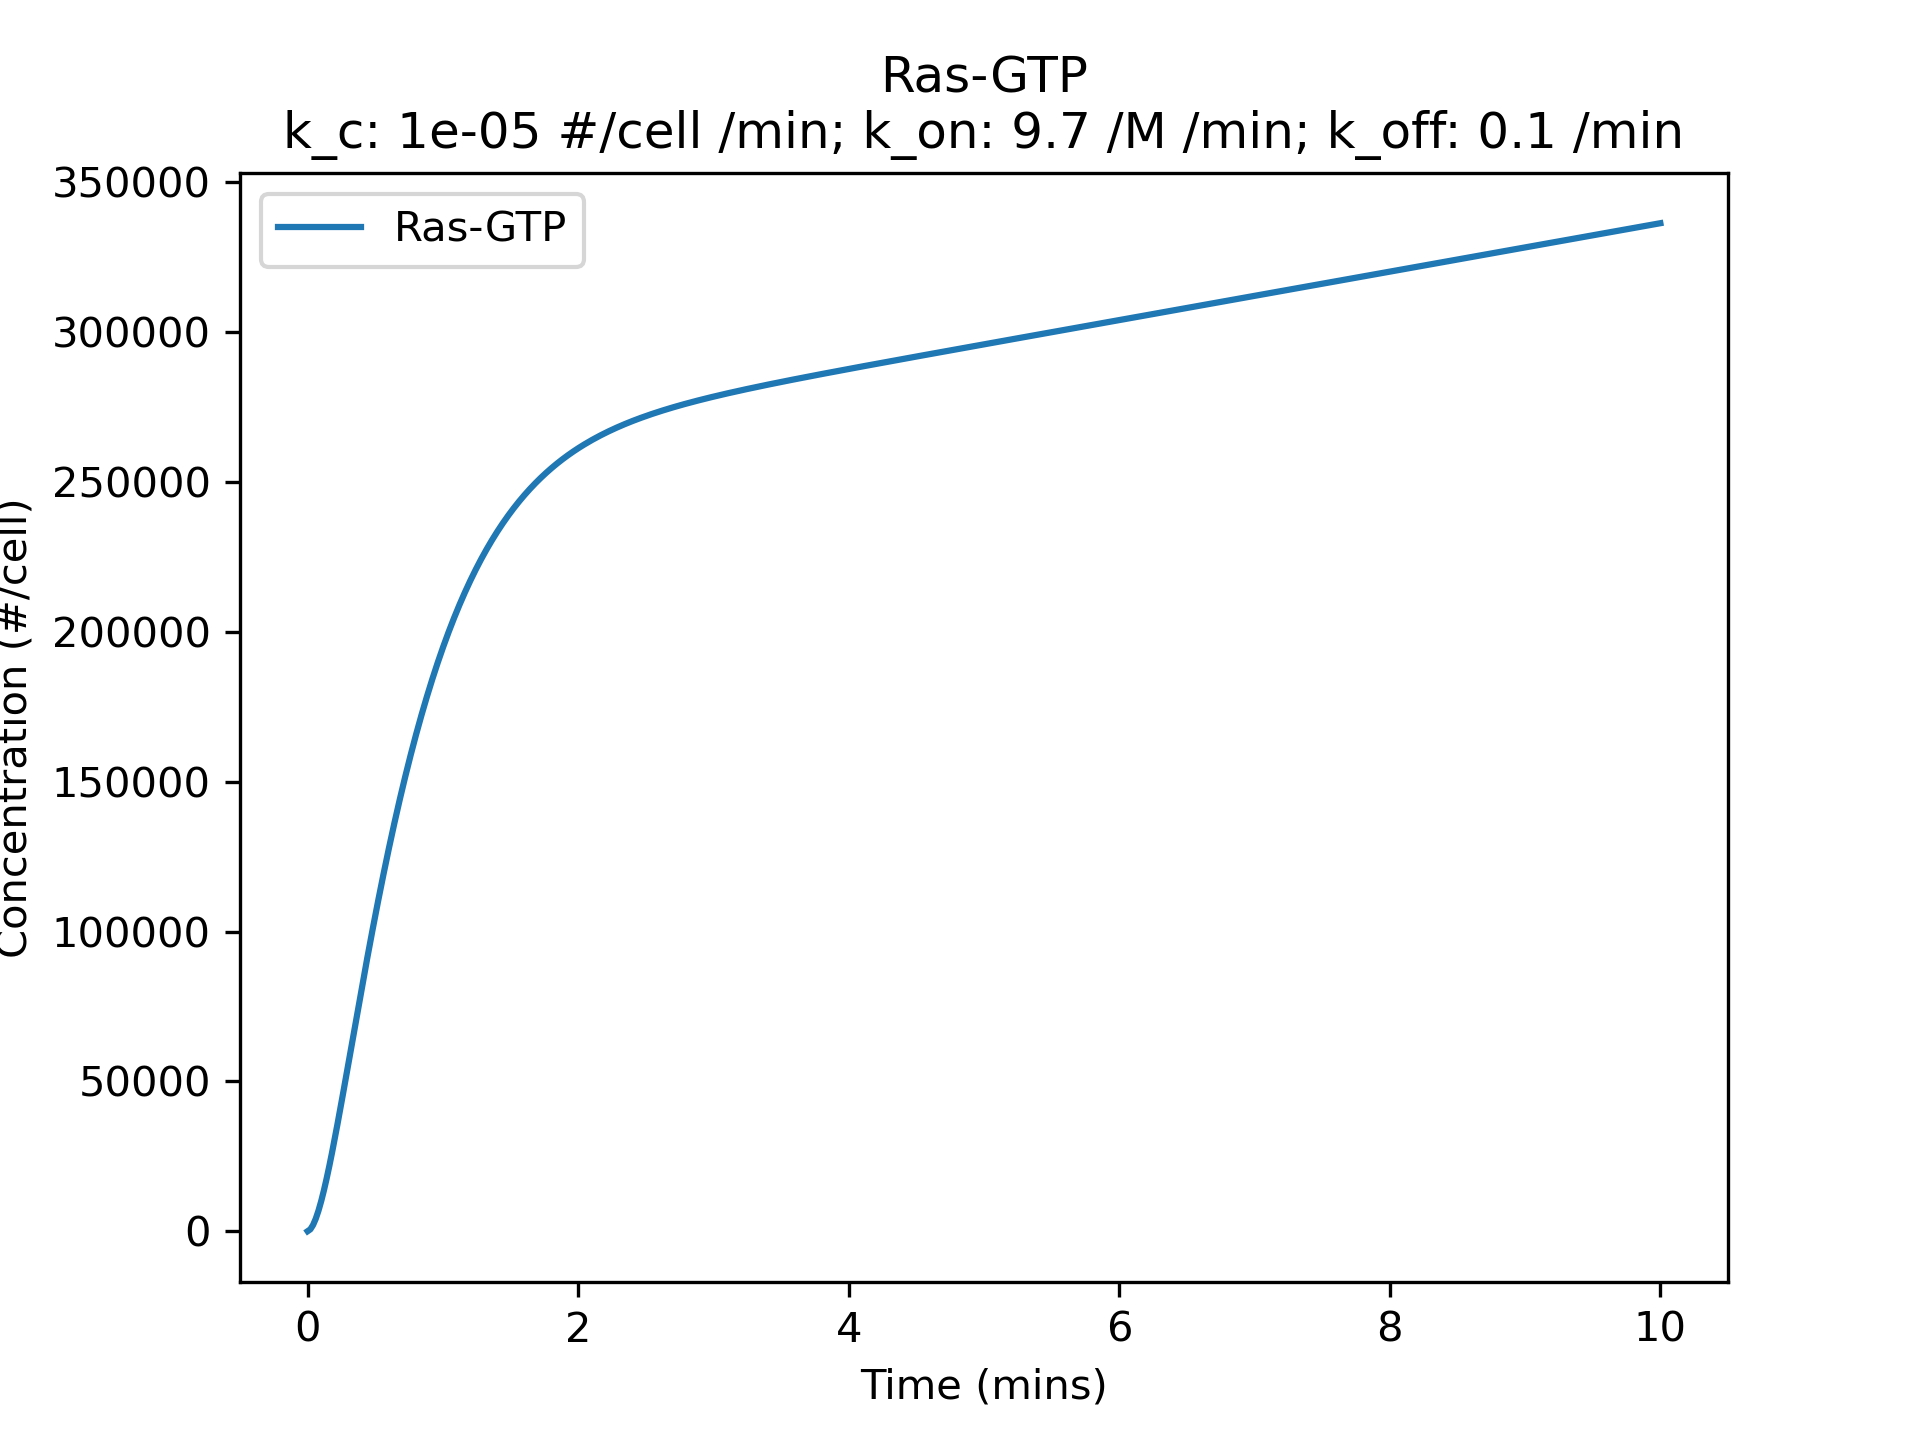 Ras-GTP
k_c: 1e-05 #/cell /min; k_on: 9.7 /M /min; k_off: 0.1 /min
Ras-GTP
350000
300000
250000
200000
150000
100000
50000
0
Concentration (#/cell)
0 2 4 6 8 10
Time (mins)